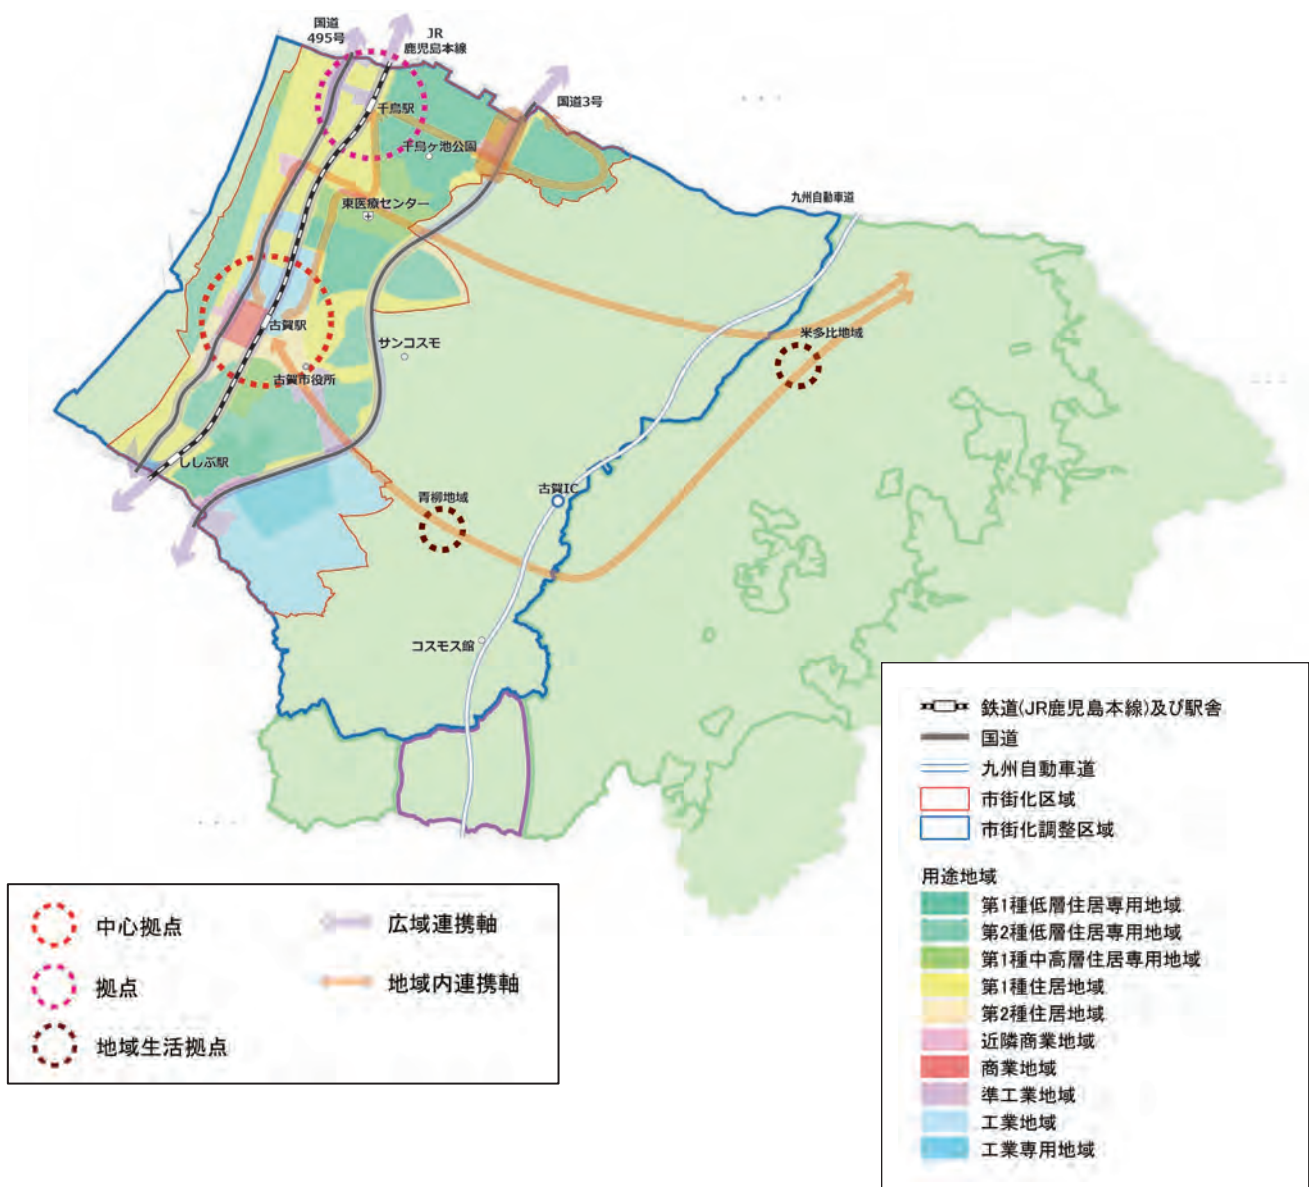 国道
495号
JR
鹿児島本線
国道3号
千鳥駅
千鳥ヶ池公園
九州自動車道
東医療センター
古賀駅
サンコスモ
米多比地域
古賀市役所
ししぶ駅
古賀IC
青柳地域
コスモス館
鉄道(JR鹿児島本線)及び駅舎
国道
九州自動車道
市街化区域
市街化調整区域
用途地域
第1種低層住居専用地域
第2種低層住居専用地域
第1種中高層住居専用地域
第1種住居地域
第2種住居地域
近隣商業地域
商業地域
準工業地域
工業地域
工業専用地域
中心拠点
広域連携軸
拠点
地域内連携軸
地域生活拠点